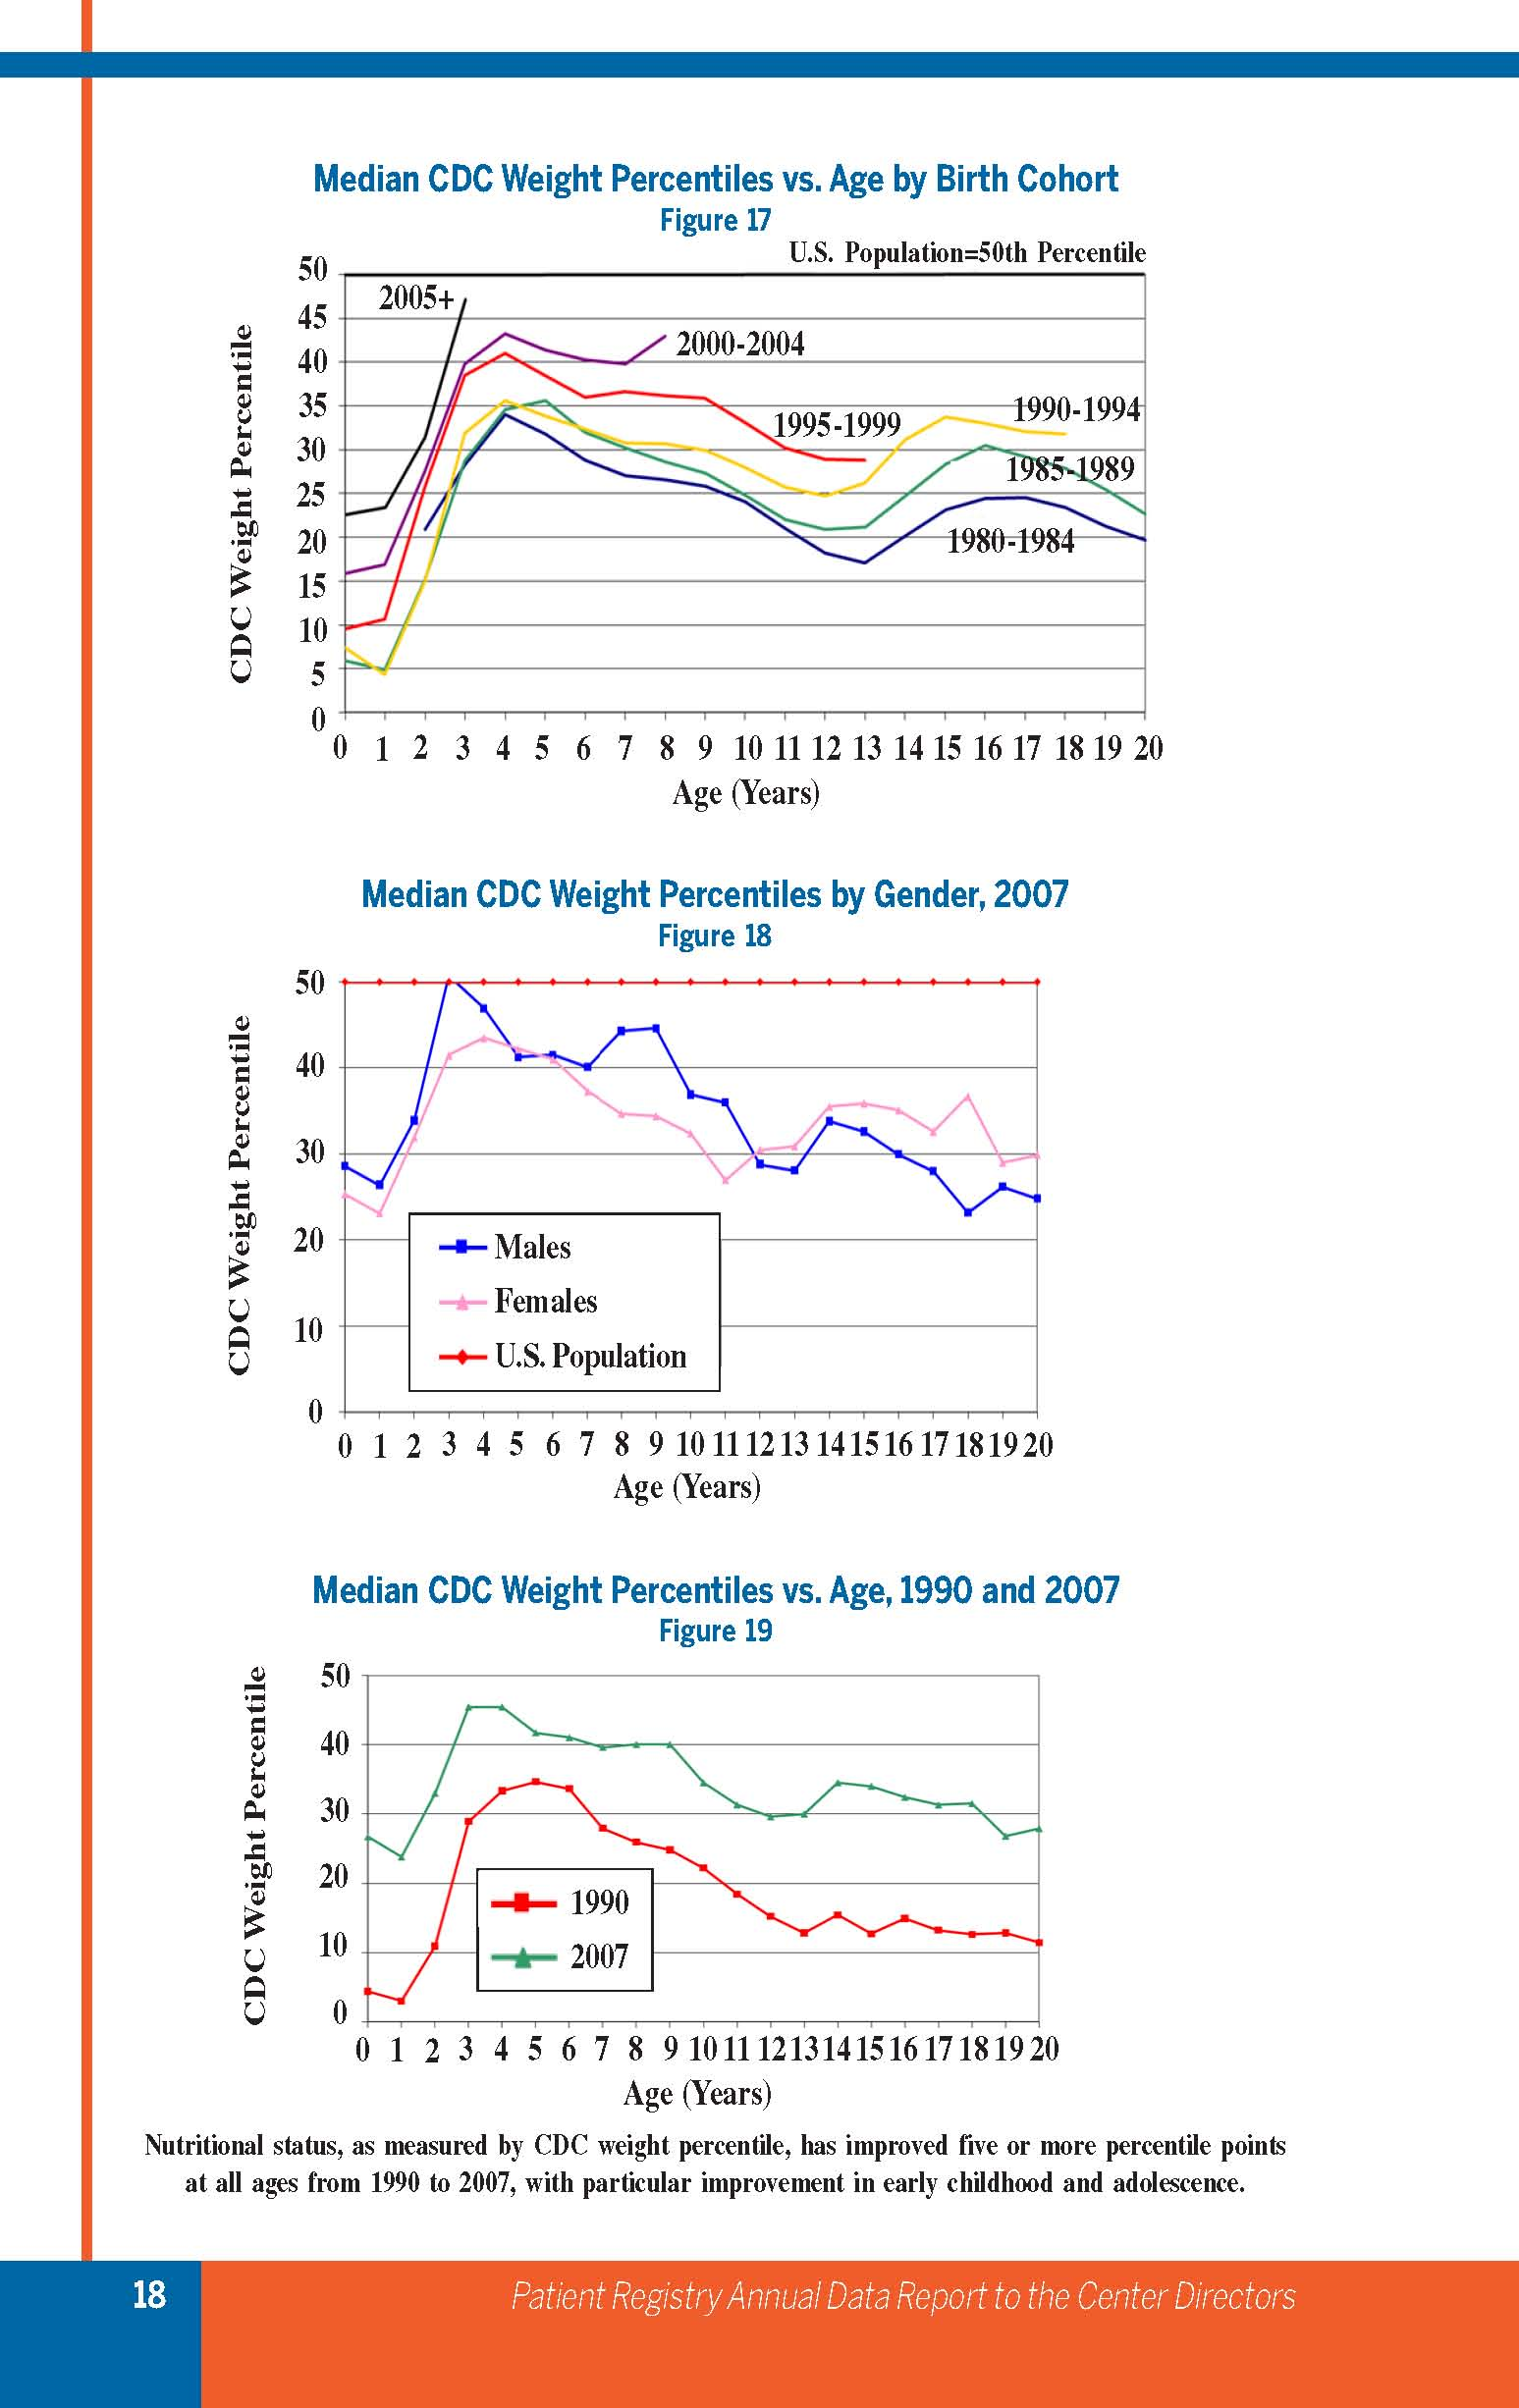 Median CDC Weight Percentiles vs. Age by Birth Cohort
Figure 17
U.S. Population=50th Percentile
CDC Weight Percentile
50
45
40
35
30
25
20
15
10
5
0
2005+
2000-2004
1995-1999
1990-1994
1985-1989
1980-1984
0 1 2 3 4 5 6 7 8 9 10 11 12 13 14 15 16 17 18 19 20
Age (Years)
Median CDC Weight Percentiles by Gender, 2007
Figure 18
CDC Weight Percentile
50
40
30
20
10
0
Males
Females
U.S. Population
0 1 2 3 4 5 6 7 8 9 10 11 12 13 14 15 16 17 18 19 20
Age (Years)
Median CDC Weight Percentiles vs. Age, 1990 and 2007
Figure 19
CDC Weight Percentile
50
40
30
20
10
0
1990
2007
0 1 2 3 4 5 6 7 8 9 10 11 12 13 14 15 16 17 18 19 20
Age (Years)
Nutritional status, as measured by CDC weight percentile, has improved five or more percentile points
at all ages from 1990 to 2007, with particular improvement in early childhood and adolescence.
18
Patient Registry Annual Data Report to the Center Directors